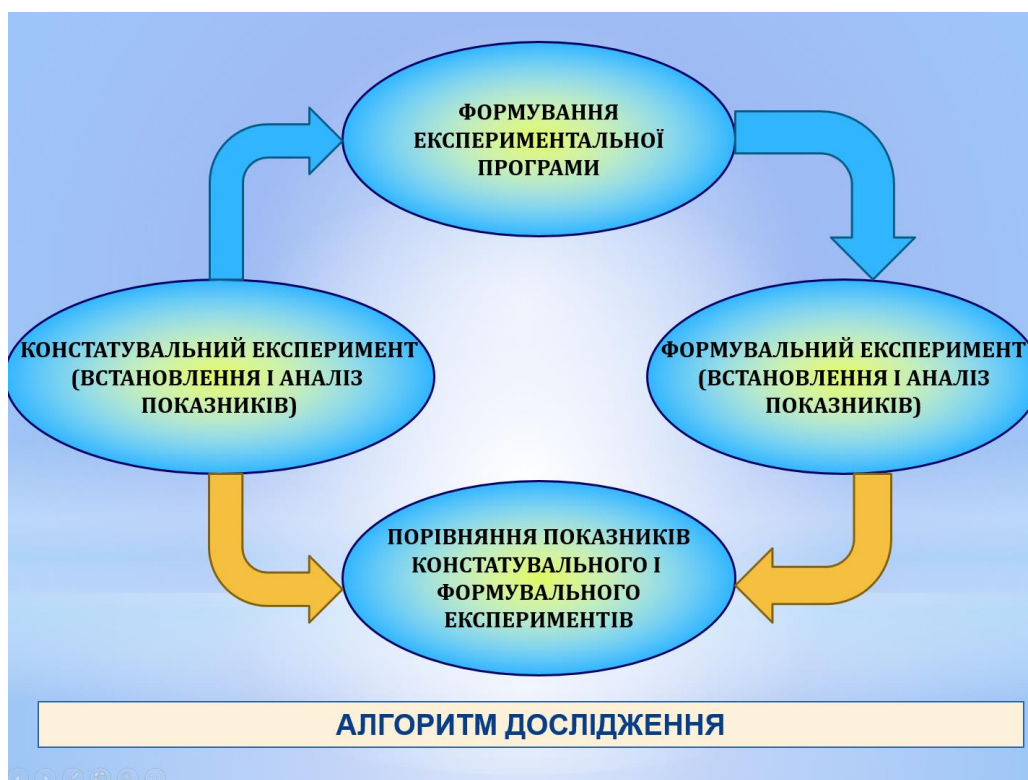 ФОРМУВАННЯ
ЕКСПЕРИМЕНТАЛЬНОЇ
ПРОГРАМИ
КОНСТАТУВАЛЬНИЙ ЕКСПЕРИМЕНТ
(ВСТАНОВЛЕННЯ І АНАЛІЗ
ПОКАЗНИКІВ)
ФОРМУВАЛЬНИЙ ЕКСПЕРИМЕНТ
(ВСТАНОВЛЕННЯ І АНАЛІЗ
ПОКАЗНИКІВ)
ПОРІВНЯННЯ ПОКАЗНИКІВ
КОНСТАТУВАЛЬНОГО І
ФОРМУВАЛЬНОГО
ЕКСПЕРИМЕНТІВ
АЛГОРИТМ ДОСЛІДЖЕННЯ